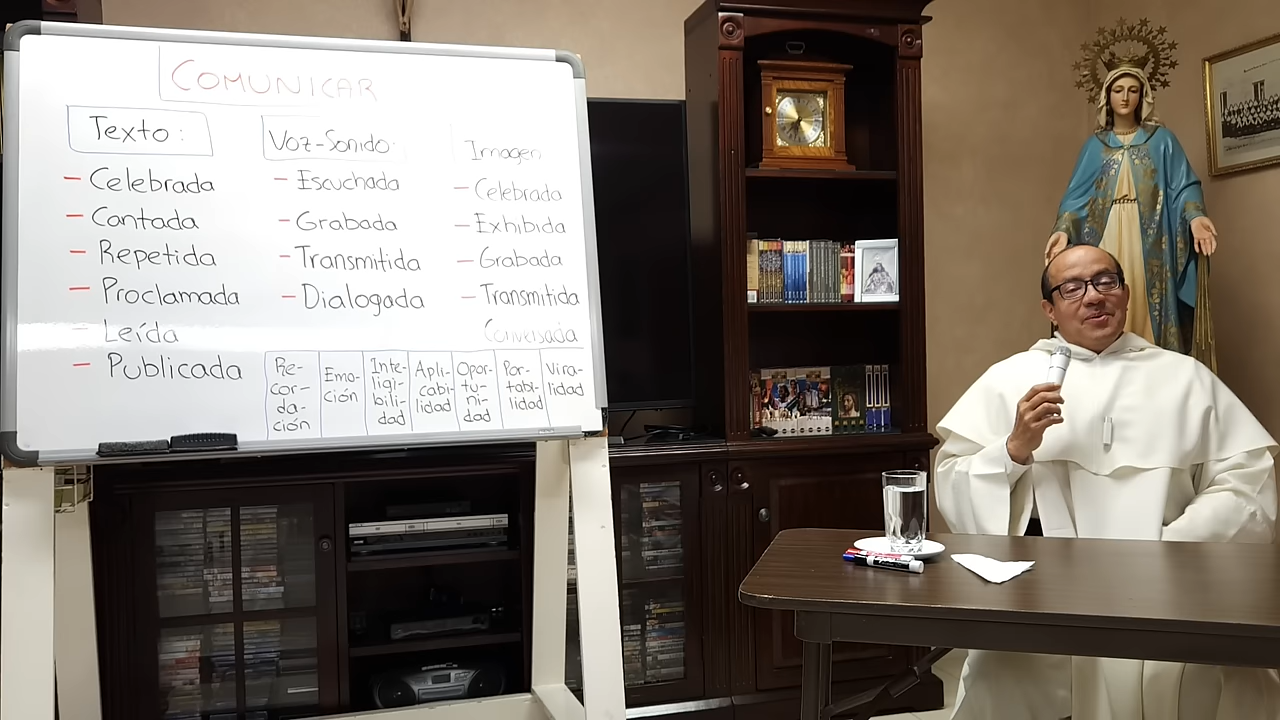 COMUNICAR
Texto:
- Celebrada
- Cantada
- Repetida
- Proclamada
- Leída
- Publicada
Voz-Sonido
- Escuchada
- Grabada
- Transmitida
- Dialogada
Imagen
- Celebrada
- Exhibida
- Grabada
- Transmitida
Conversada
Re-
cor-
da-
ción
Emo-
ción
Inte-
ligi-
bili-
dad
Apli-
cabi-
lidad
Opor-
tu-
ni-
dad
Por-
tabi-
lidad
Vira-
lidad